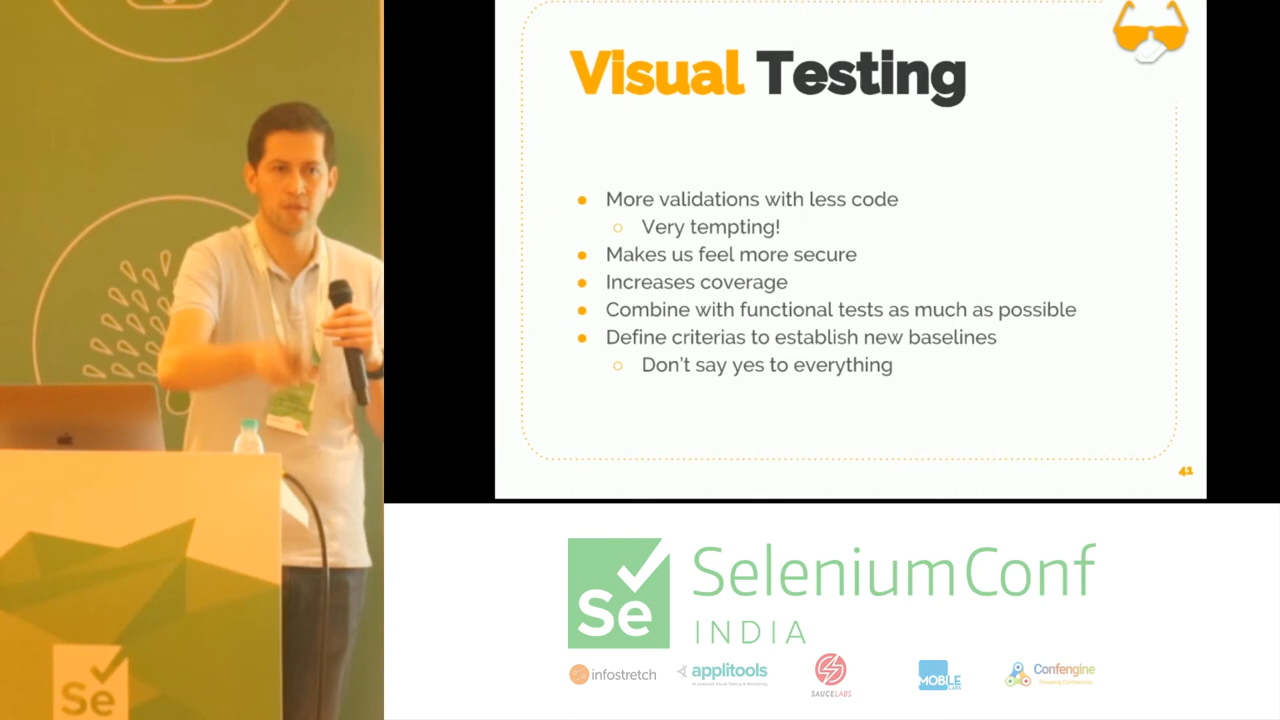 Visual Testing
More validations with less code
Very tempting!
Makes us feel more secure
Increases coverage
Combine with functional tests as much as possible
Define criterias to establish new baselines
Don't say yes to everything
41
Se
SeleniumConf
INDIA
infostretch
applitools
SAUCELABS
MOBILE
LABS
Confengine
Se